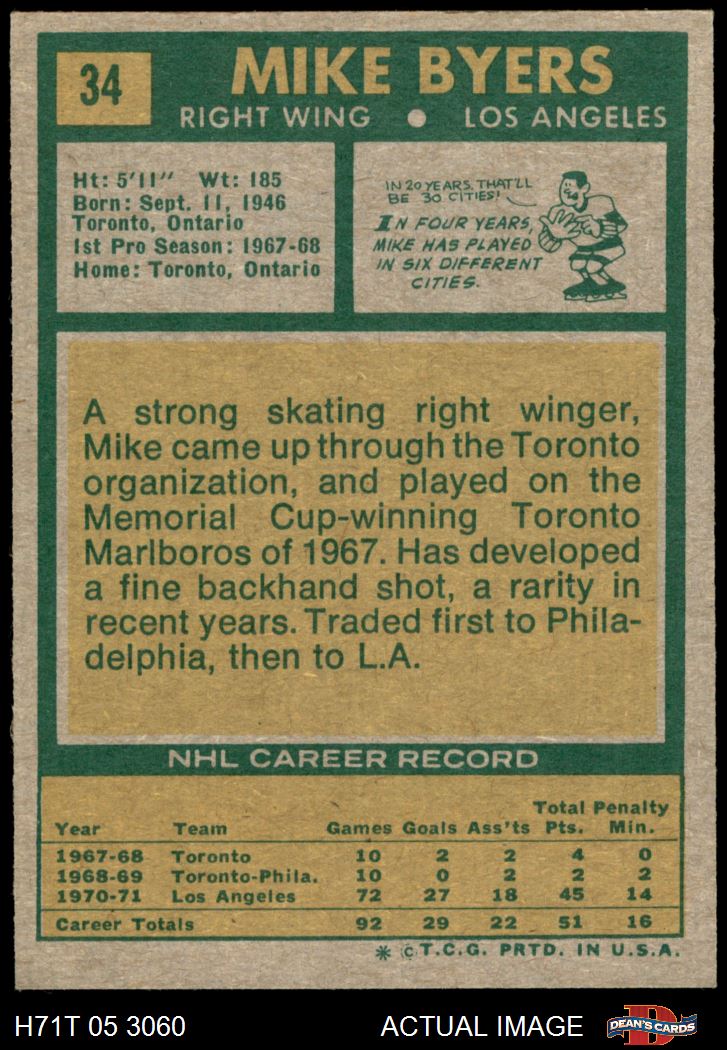 34
MIKE BYERS
RIGHT WING ● LOS ANGELES
Ht: 5'11" Wt: 185
Born: Sept. 11, 1946
Toronto, Ontario
1st Pro Season: 1967-68
Home: Toronto, Ontario
IN 20 YEARS, THAT'LL
BE 30 CITIES!
IN FOUR YEARS,
MIKE HAS PLAYED
IN SIX DIFFERENT
CITIES.
A strong skating right winger,
Mike came up through the Toronto
organization, and played on the
Memorial Cup-winning Toronto
Marlboros of 1967. Has developed
a fine backhand shot, a rarity in
recent years. Traded first to Phila-
delphia, then to L.A.
NHL CAREER RECORD
Total Penalty
Year Team Games Goals Ass'ts Pts. Min.
1967-68 Toronto 10 2 2 4 0
1968-69 Toronto-Phila. 10 0 2 2 2
1970-71 Los Angeles 72 27 18 45 14
Career Totals 92 29 22 51 16
* © T.C.G. PRTD. IN U.S.A.
H71T 05 3060 ACTUAL IMAGE
DEAN'S CARDS